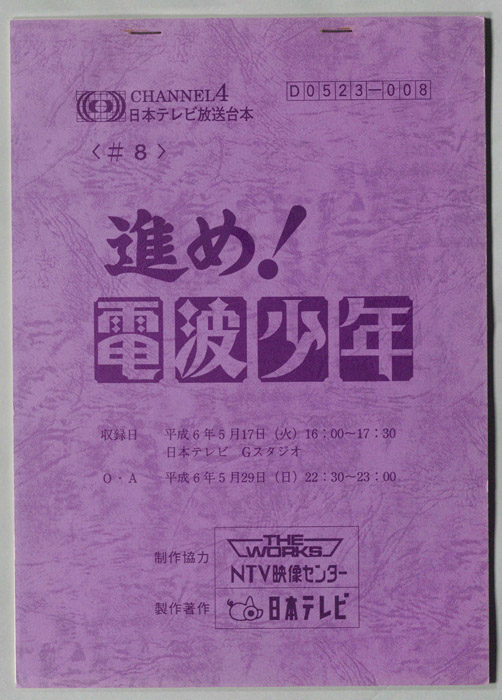 CHANNEL4
日本テレビ放送台本
D0523—008
〈＃8〉
進め!
電波少年
収録日 平成6年5月17日（火）16：00〜17：30
日本テレビ Gスタジオ
O・A 平成6年5月29日（日）22：30〜23：00
制作協力
THE WORKS
NTV映像センター
製作著作
日本テレビ